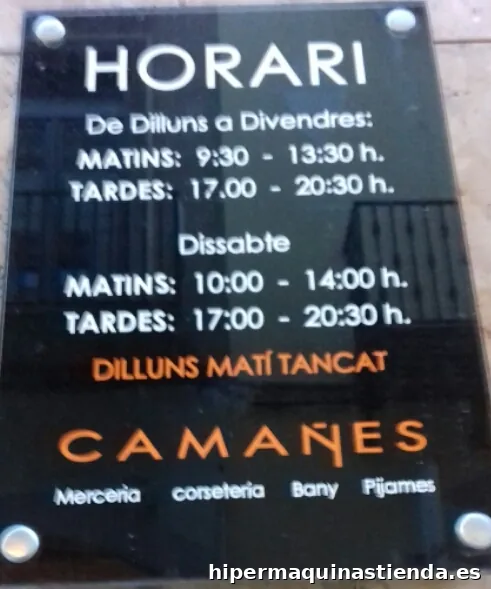 HORARI
De Dilluns a Divendres:
MATINS: 9:30 - 13:30 h.
TARDES: 17.00 - 20:30 h.
Dissabte
MATINS: 10:00 - 14:00 h.
TARDES: 17:00 - 20:30 h.
DILLUNS MATÍ TANCAT
CAMAÑES
Merceria corseteria Bany Pijames
hipermaquinastienda.es